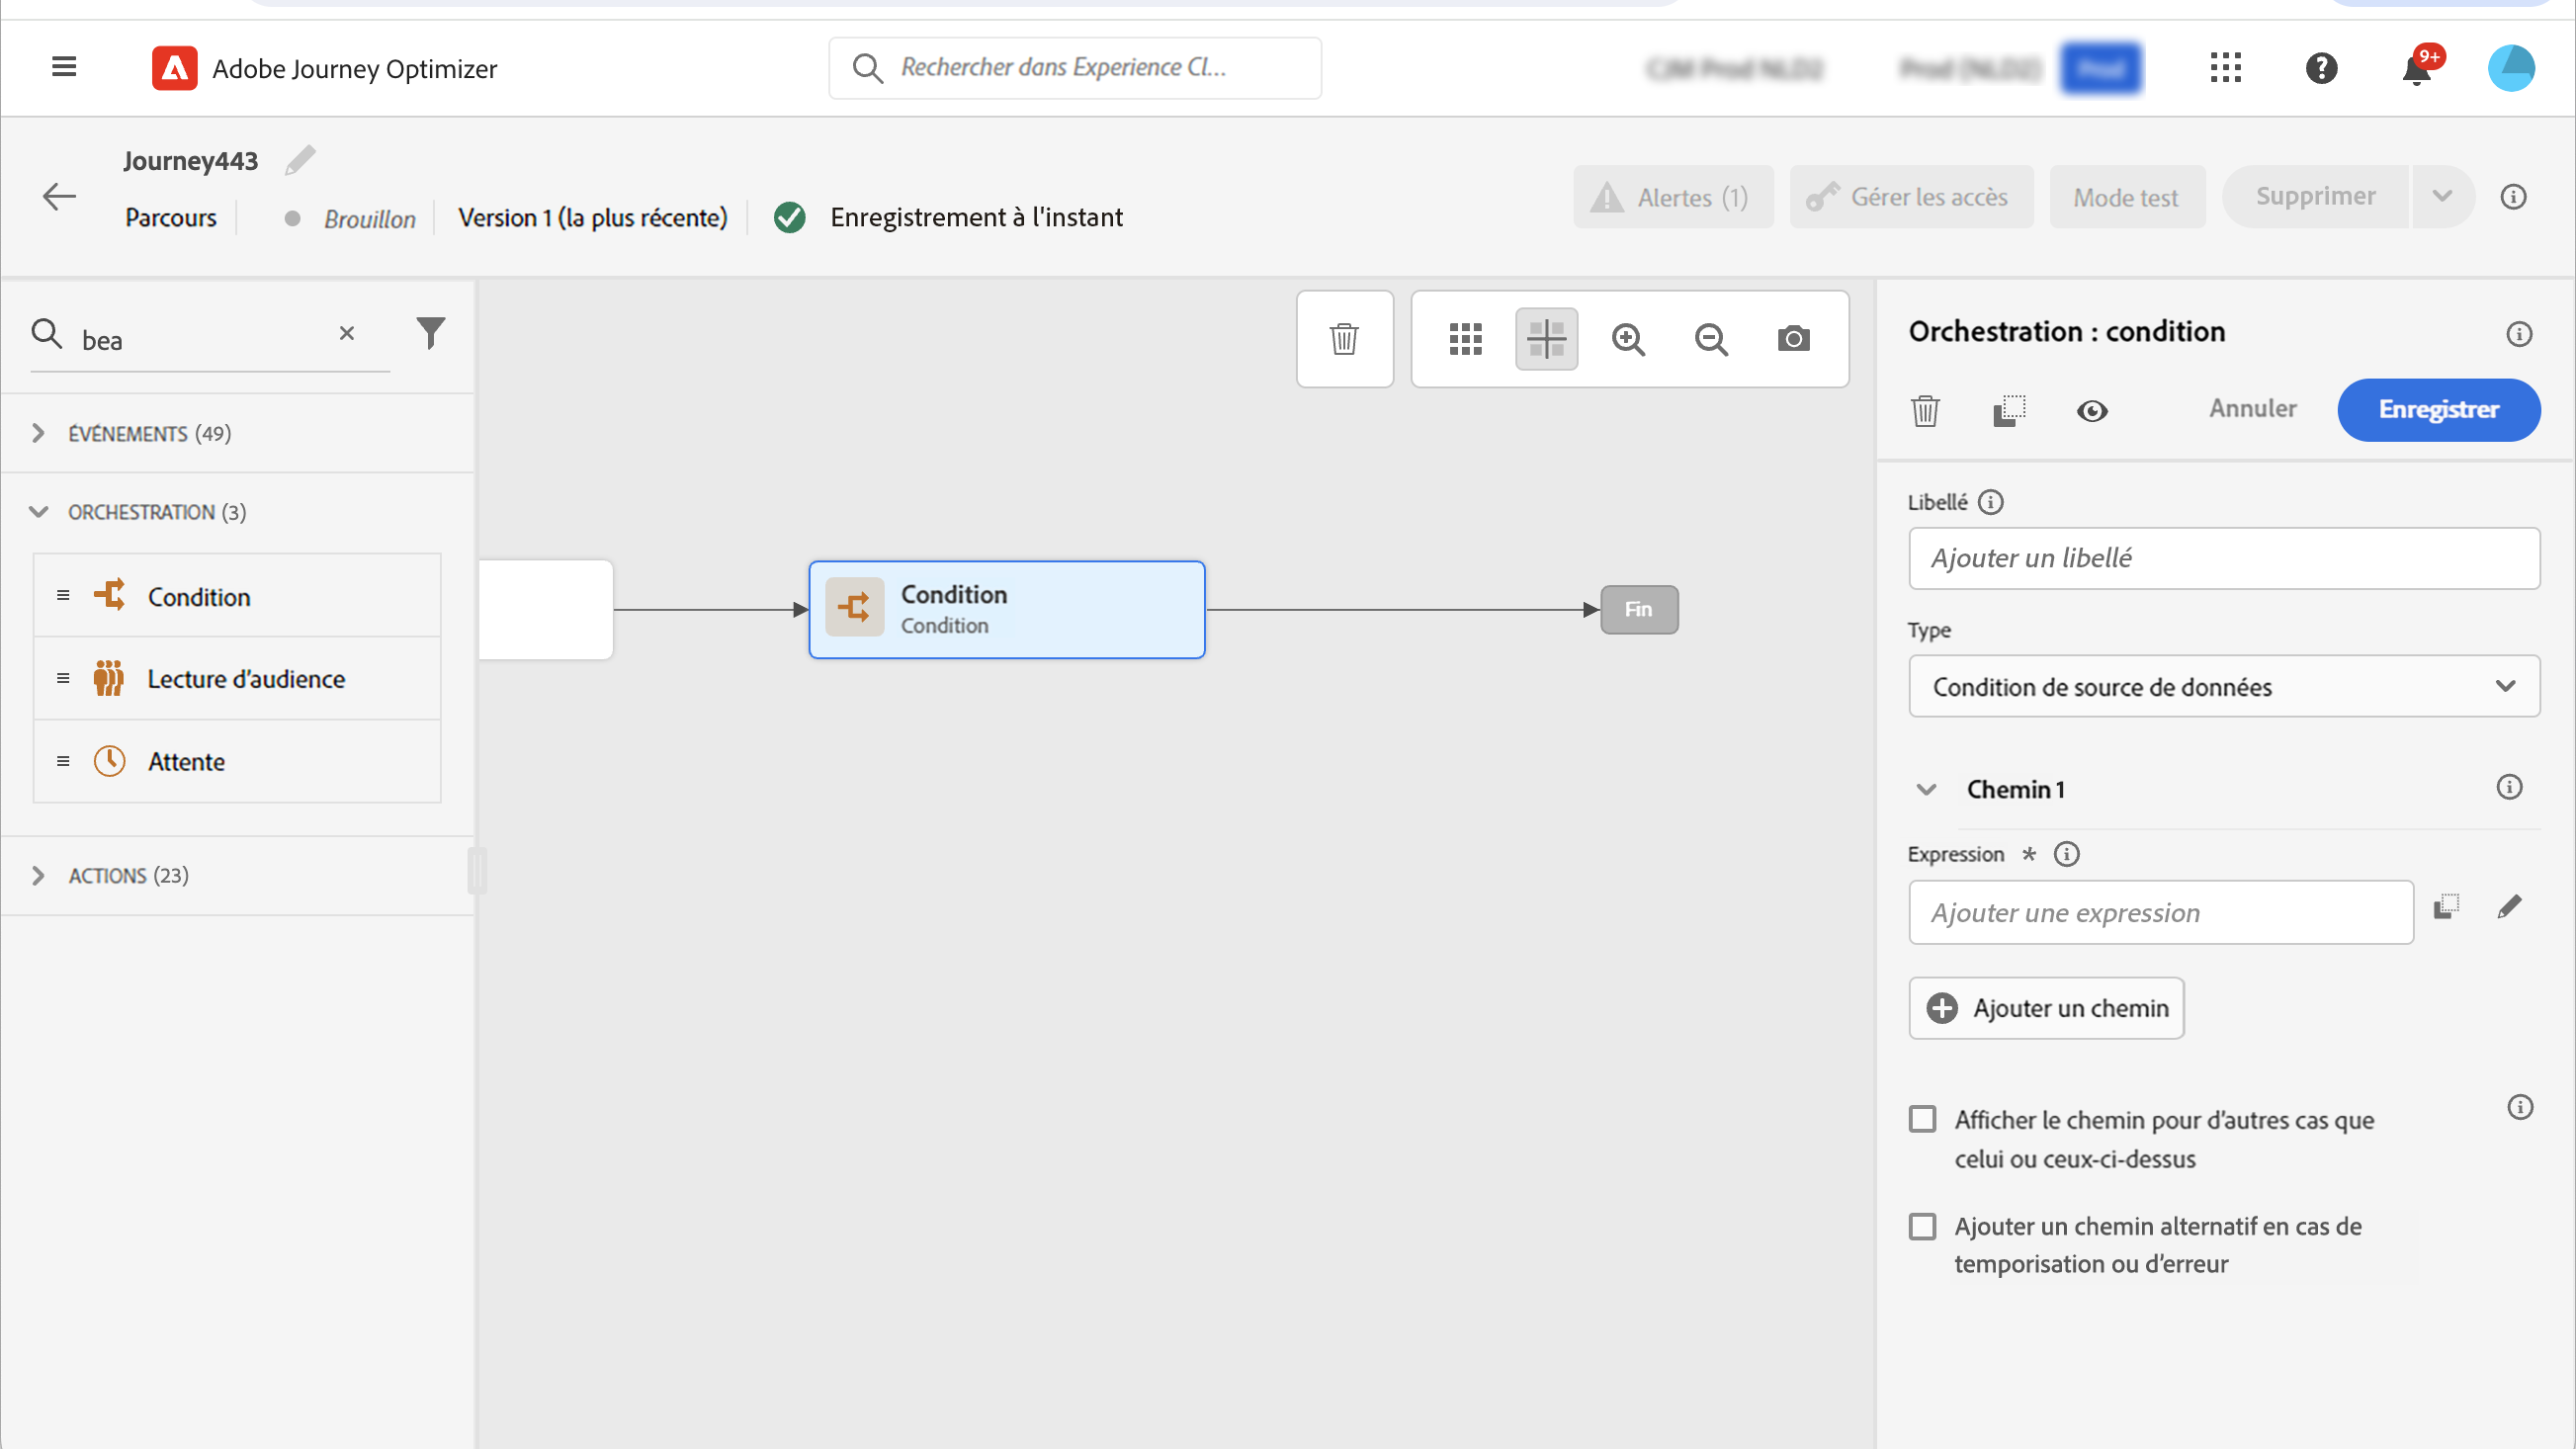 Adobe Journey Optimizer
Rechercher dans Experience Cl...
9+
Journey443
Parcours
Brouillon
Version 1 (la plus récente)
Enregistrement à l'instant
Alertes (1)
Gérer les accès
Mode test
Supprimer
bea
ÉVÉNEMENTS (49)
ORCHESTRATION (3)
Condition
Lecture d'audience
Attente
ACTIONS (23)
Condition
Condition
Fin
Orchestration : condition
Annuler
Enregistrer
Libellé
Ajouter un libellé
Type
Condition de source de données
Chemin 1
Expression *
Ajouter une expression
Ajouter un chemin
Afficher le chemin pour d'autres cas que
celui ou ceux-ci-dessus
Ajouter un chemin alternatif en cas de
temporisation ou d'erreur